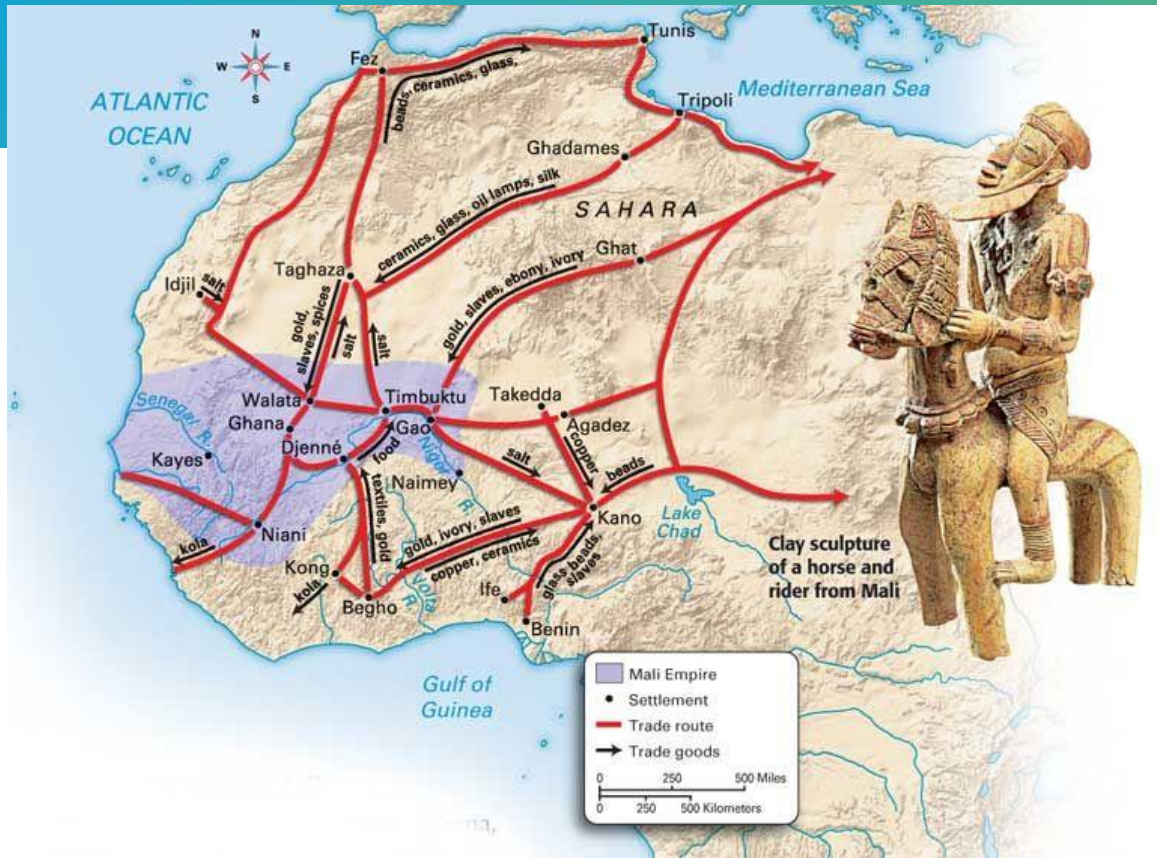 N
W
E
S
ATLANTIC
OCEAN
Fez
Tunis
beads, ceramics, glass,
Mediterranean Sea
Tripoli
Ghadames
ceramics, glass, oil lamps, silk
SAHARA
Ghat
Taghaza
Idjil
salt
gold,
slaves, spices
salt
salt
gold, slaves, ebony, ivory
Walata
Timbuktu
Takedda
Senegal R.
Ghana
Gao
Agadez
Djenné
food
Niger R.
salt
copper
beads
Kayes
Naimey
textiles, gold
Kano
Lake
Chad
Niani
gold, ivory, slaves
copper, ceramics
kola
Kong
kola
Volta R.
Ife
glass, beads,
slaves
Begho
Benin
Clay sculpture
of a horse and
rider from Mali
Gulf of
Guinea
Mali Empire
Settlement
Trade route
Trade goods
0 250 500 Miles
0 250 500 Kilometers